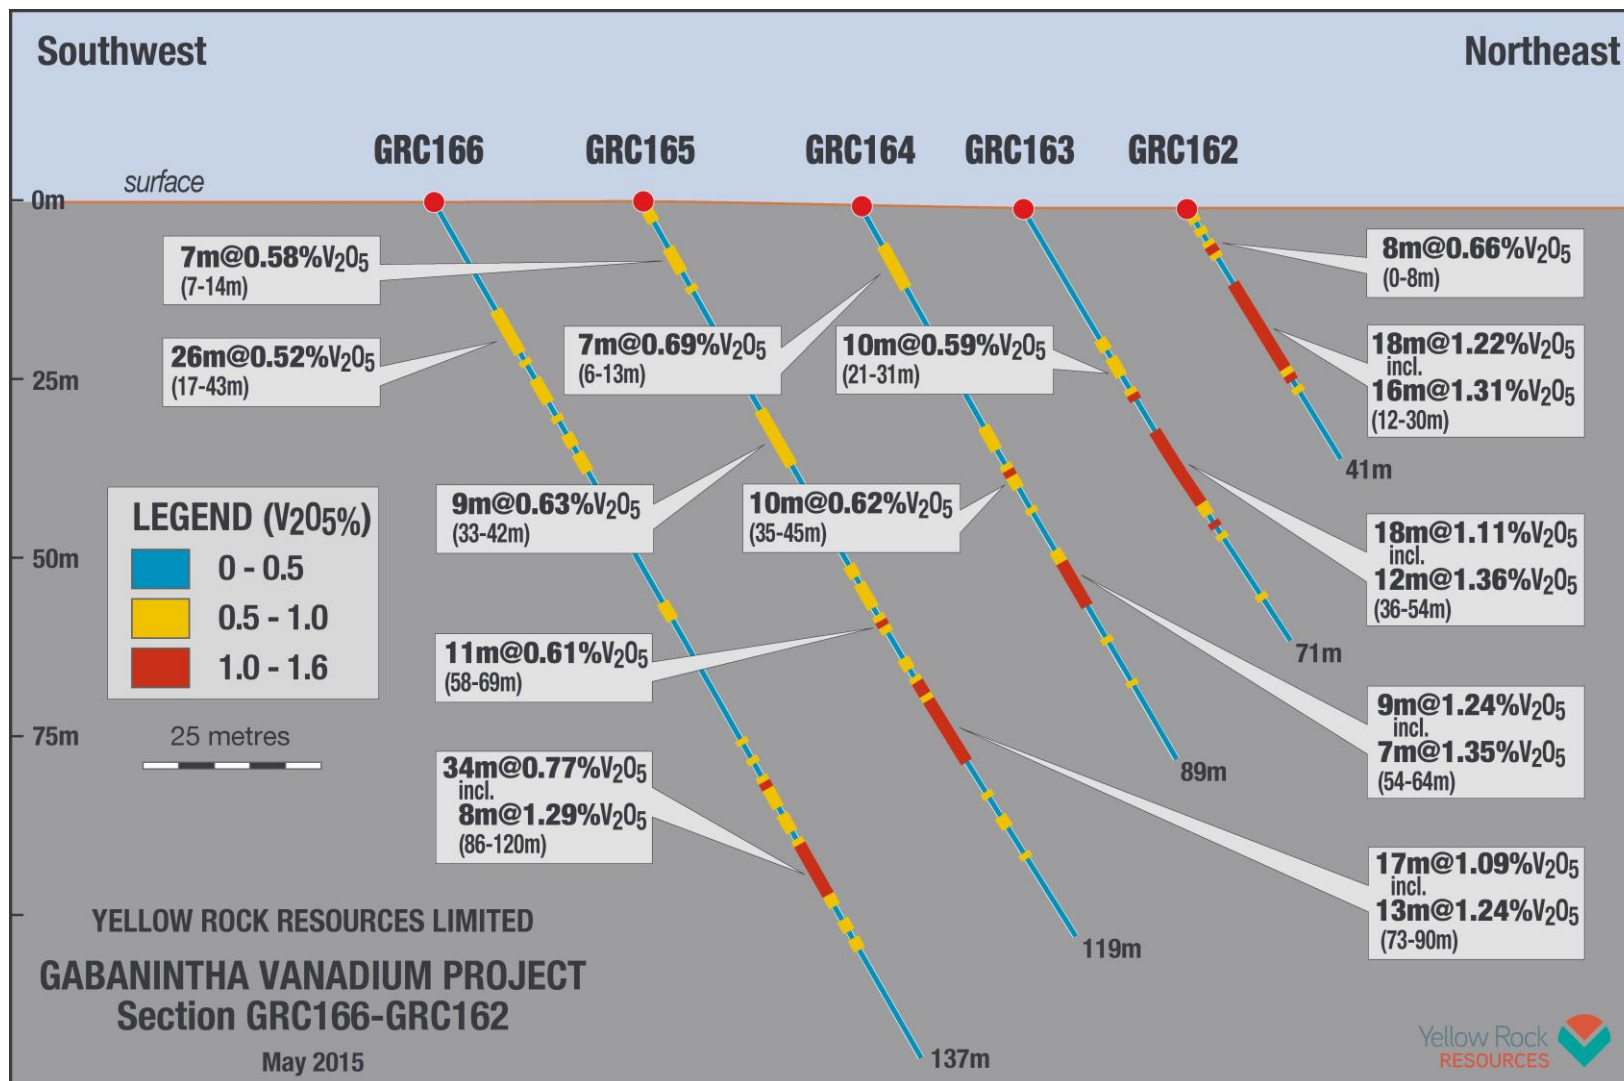 Southwest
Northeast
GRC166
GRC165
GRC164
GRC163
GRC162
surface
0m
25m
50m
75m
7m@0.58%V₂O₅
(7-14m)
26m@0.52%V₂O₅
(17-43m)
7m@0.69%V₂O₅
(6-13m)
10m@0.59%V₂O₅
(21-31m)
8m@0.66%V₂O₅
(0-8m)
18m@1.22%V₂O₅
incl.
16m@1.31%V₂O₅
(12-30m)
41m
9m@0.63%V₂O₅
(33-42m)
10m@0.62%V₂O₅
(35-45m)
18m@1.11%V₂O₅
incl.
12m@1.36%V₂O₅
(36-54m)
71m
LEGEND (V₂O₅%)
0 - 0.5
0.5 - 1.0
1.0 - 1.6
25 metres
11m@0.61%V₂O₅
(58-69m)
9m@1.24%V₂O₅
incl.
7m@1.35%V₂O₅
(54-64m)
89m
34m@0.77%V₂O₅
incl.
8m@1.29%V₂O₅
(86-120m)
17m@1.09%V₂O₅
incl.
13m@1.24%V₂O₅
(73-90m)
119m
137m
YELLOW ROCK RESOURCES LIMITED
GABANINTHA VANADIUM PROJECT
Section GRC166-GRC162
May 2015
Yellow Rock
RESOURCES